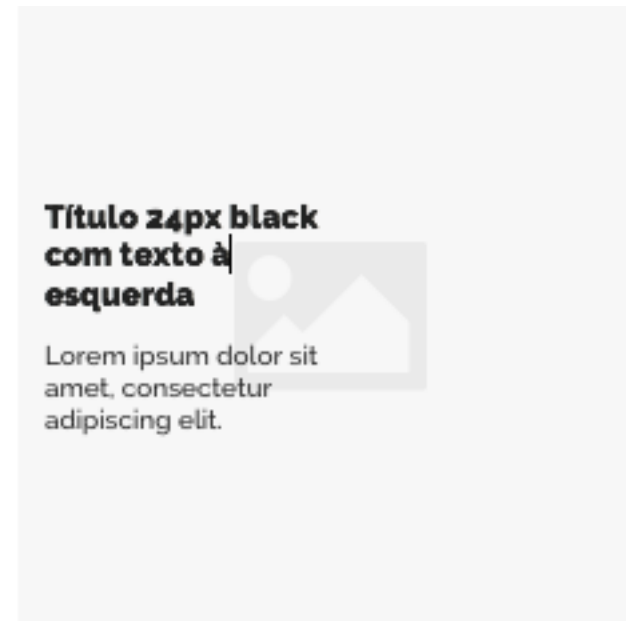 Título 24px black
com texto à
esquerda
Lorem ipsum dolor sit
amet, consectetur
adipiscing elit.